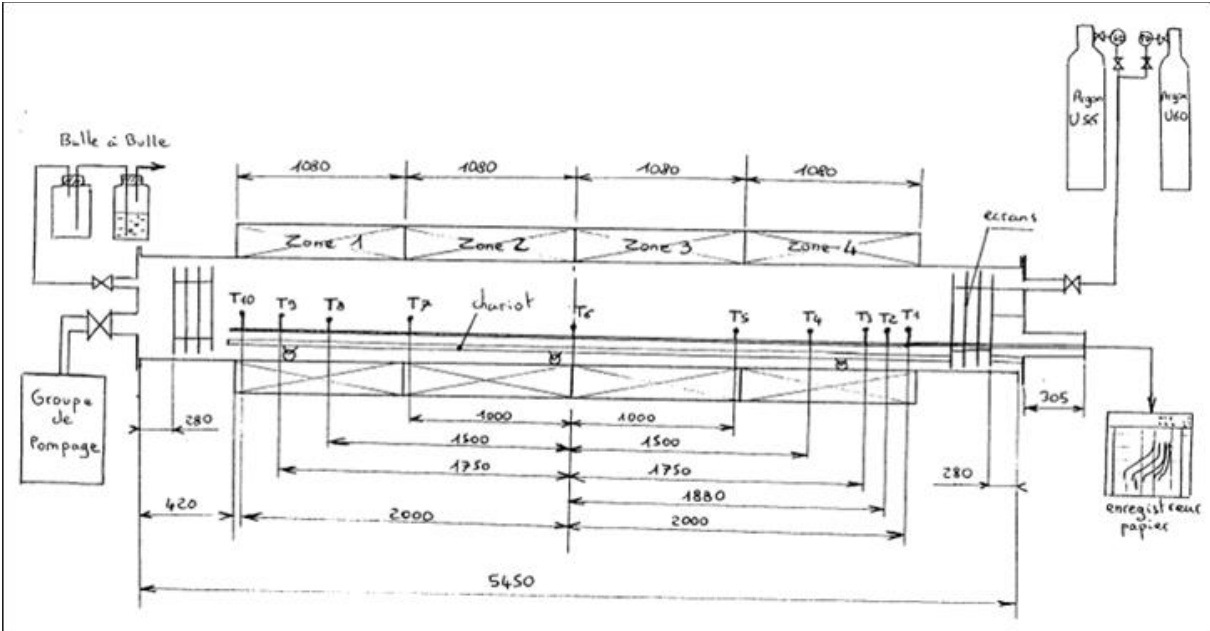 Bulle à Bulle
Argon
U56
Argon
U60
1080
1080
1080
1080
ecrans
Zone 1
Zone 2
Zone 3
Zone 4
T10
T9
T8
T7
chariot
T6
T5
T4
T3
T2
T1
Groupe
de
Pompage
280
1000
1000
305
1500
1500
1750
1750
280
1880
420
2000
2000
enregistreur
papier
5450